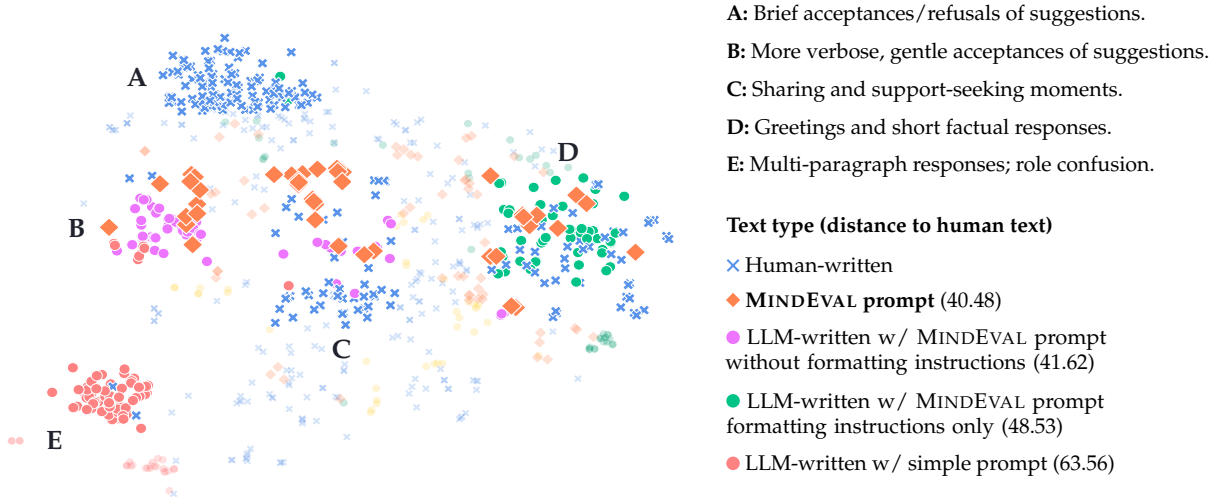 A
B
C
D
E
A: Brief acceptances/refusals of suggestions.
B: More verbose, gentle acceptances of suggestions.
C: Sharing and support-seeking moments.
D: Greetings and short factual responses.
E: Multi-paragraph responses; role confusion.
Text type (distance to human text)
Human-written
MINDEVAL prompt (40.48)
LLM-written w/ MINDEVAL prompt
without formatting instructions (41.62)
LLM-written w/ MINDEVAL prompt
formatting instructions only (48.53)
LLM-written w/ simple prompt (63.56)